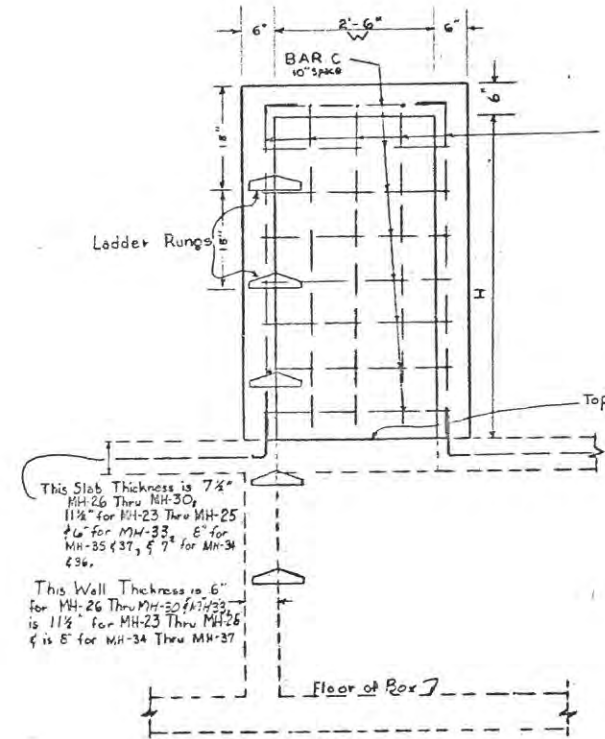 6"
2'-6"
6"
W
BAR C
10" space
6"
18"
Ladder Rungs
18"
H
Top
This Slab Thickness is 7½"
MH-26 Thru MH-30,
11½" for MH-23 Thru MH-25
& 6" for MH-33, 8" for
MH-35 & 37, & 7" for MH-34
& 36.
This Wall Thickness is 6"
for MH-26 Thru MH-30 & MH33,
is 11½" for MH-23 Thru MH-25
& is 8" for MH-34 Thru MH-37
Floor of Box